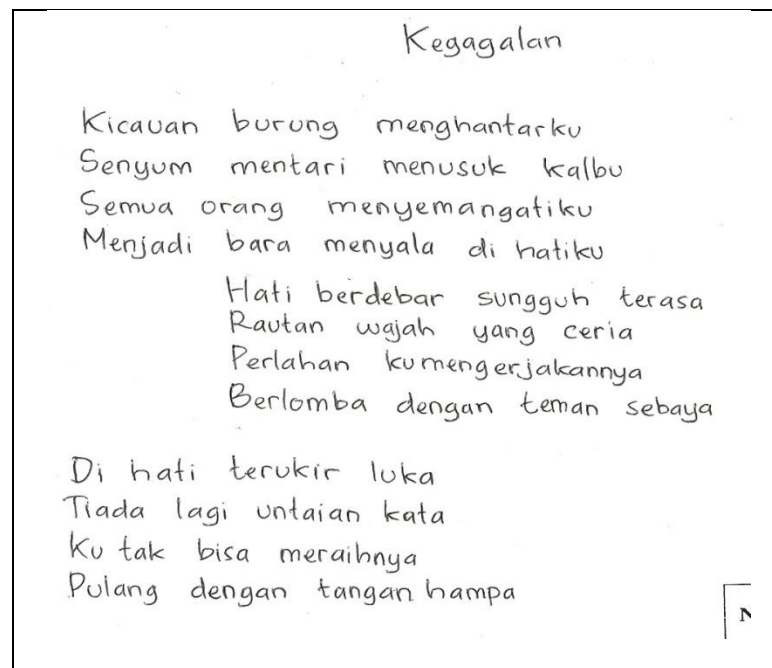 Kegagalan
Kicauan burung menghantarku
Senyum mentari menusuk kalbu
Semua orang menyemangatiku
Menjadi bara menyala di hatiku
Hati berdebar sungguh terasa
Rautan wajah yang ceria
Perlahan kumengerjakannya
Berlomba dengan teman sebaya
Di hati terukir luka
Tiada lagi untaian kata
Ku tak bisa meraihnya
Pulang dengan tangan hampa